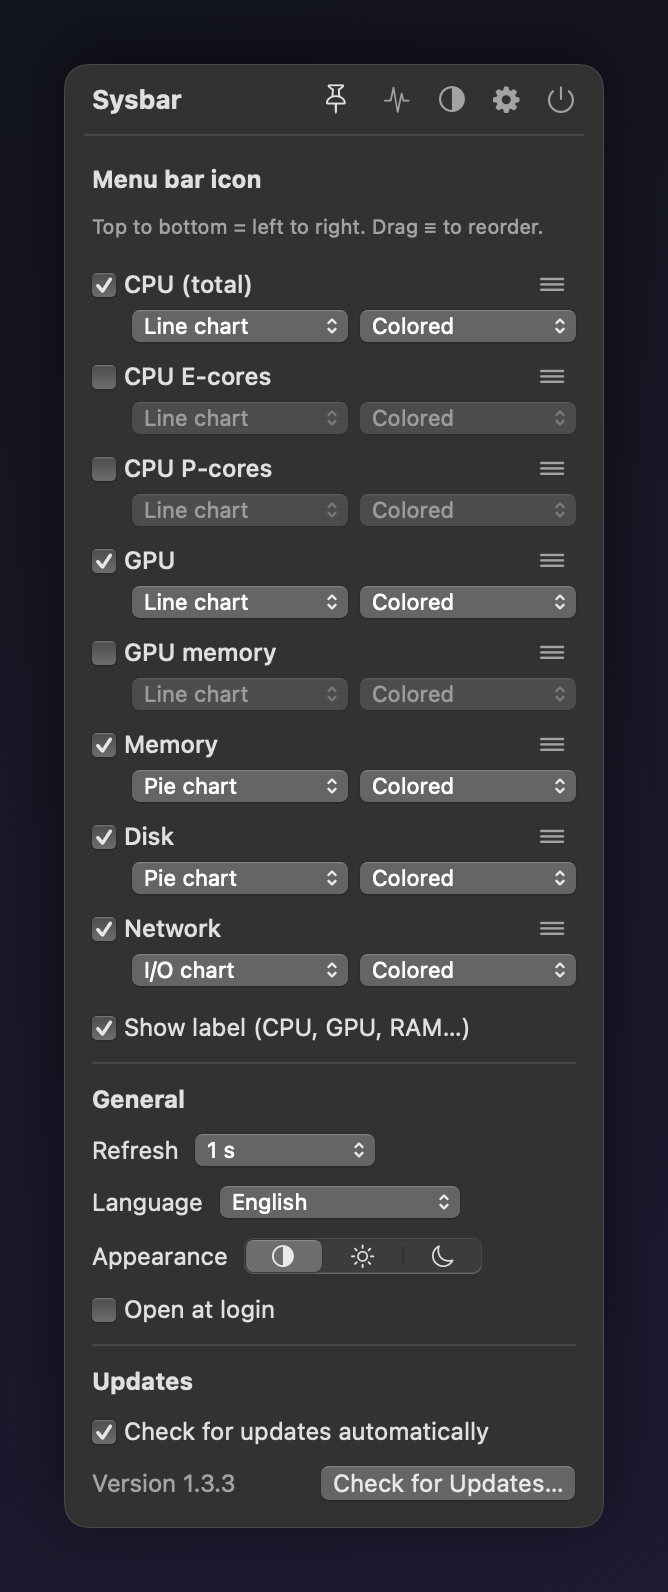 Sysbar
Menu bar icon
Top to bottom = left to right. Drag ≡ to reorder.
CPU (total)
Line chart Colored
CPU E-cores
Line chart Colored
CPU P-cores
Line chart Colored
GPU
Line chart Colored
GPU memory
Line chart Colored
Memory
Pie chart Colored
Disk
Pie chart Colored
Network
I/O chart Colored
Show label (CPU, GPU, RAM…)
General
Refresh 1 s
Language English
Appearance
Open at login
Updates
Check for updates automatically
Version 1.3.3 Check for Updates…